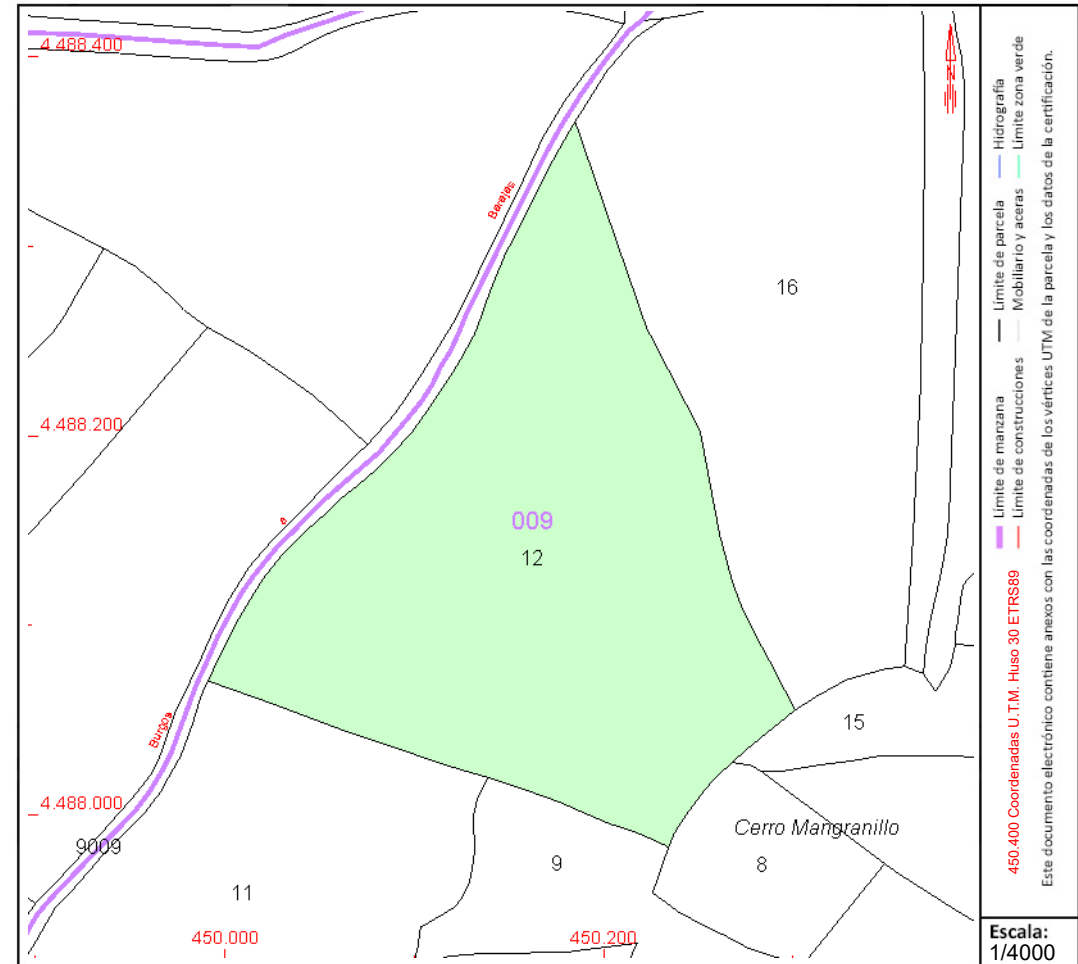 4.488.400
Barajas
16
4.488.200
a
009
12
Burgos
15
4.488.000
Cerro Mangranillo
9009
9
8
11
450.000
450.200
N
Límite de manzana
Límite de parcela
Hidrografía
450.400 Coordenadas U.T.M. Huso 30 ETRS89
Límite de construcciones
Mobiliario y aceras
Límite zona verde
Este documento electrónico contiene anexos con las coordenadas de los vértices UTM de la parcela y los datos de la certificación.
Escala:
1/4000